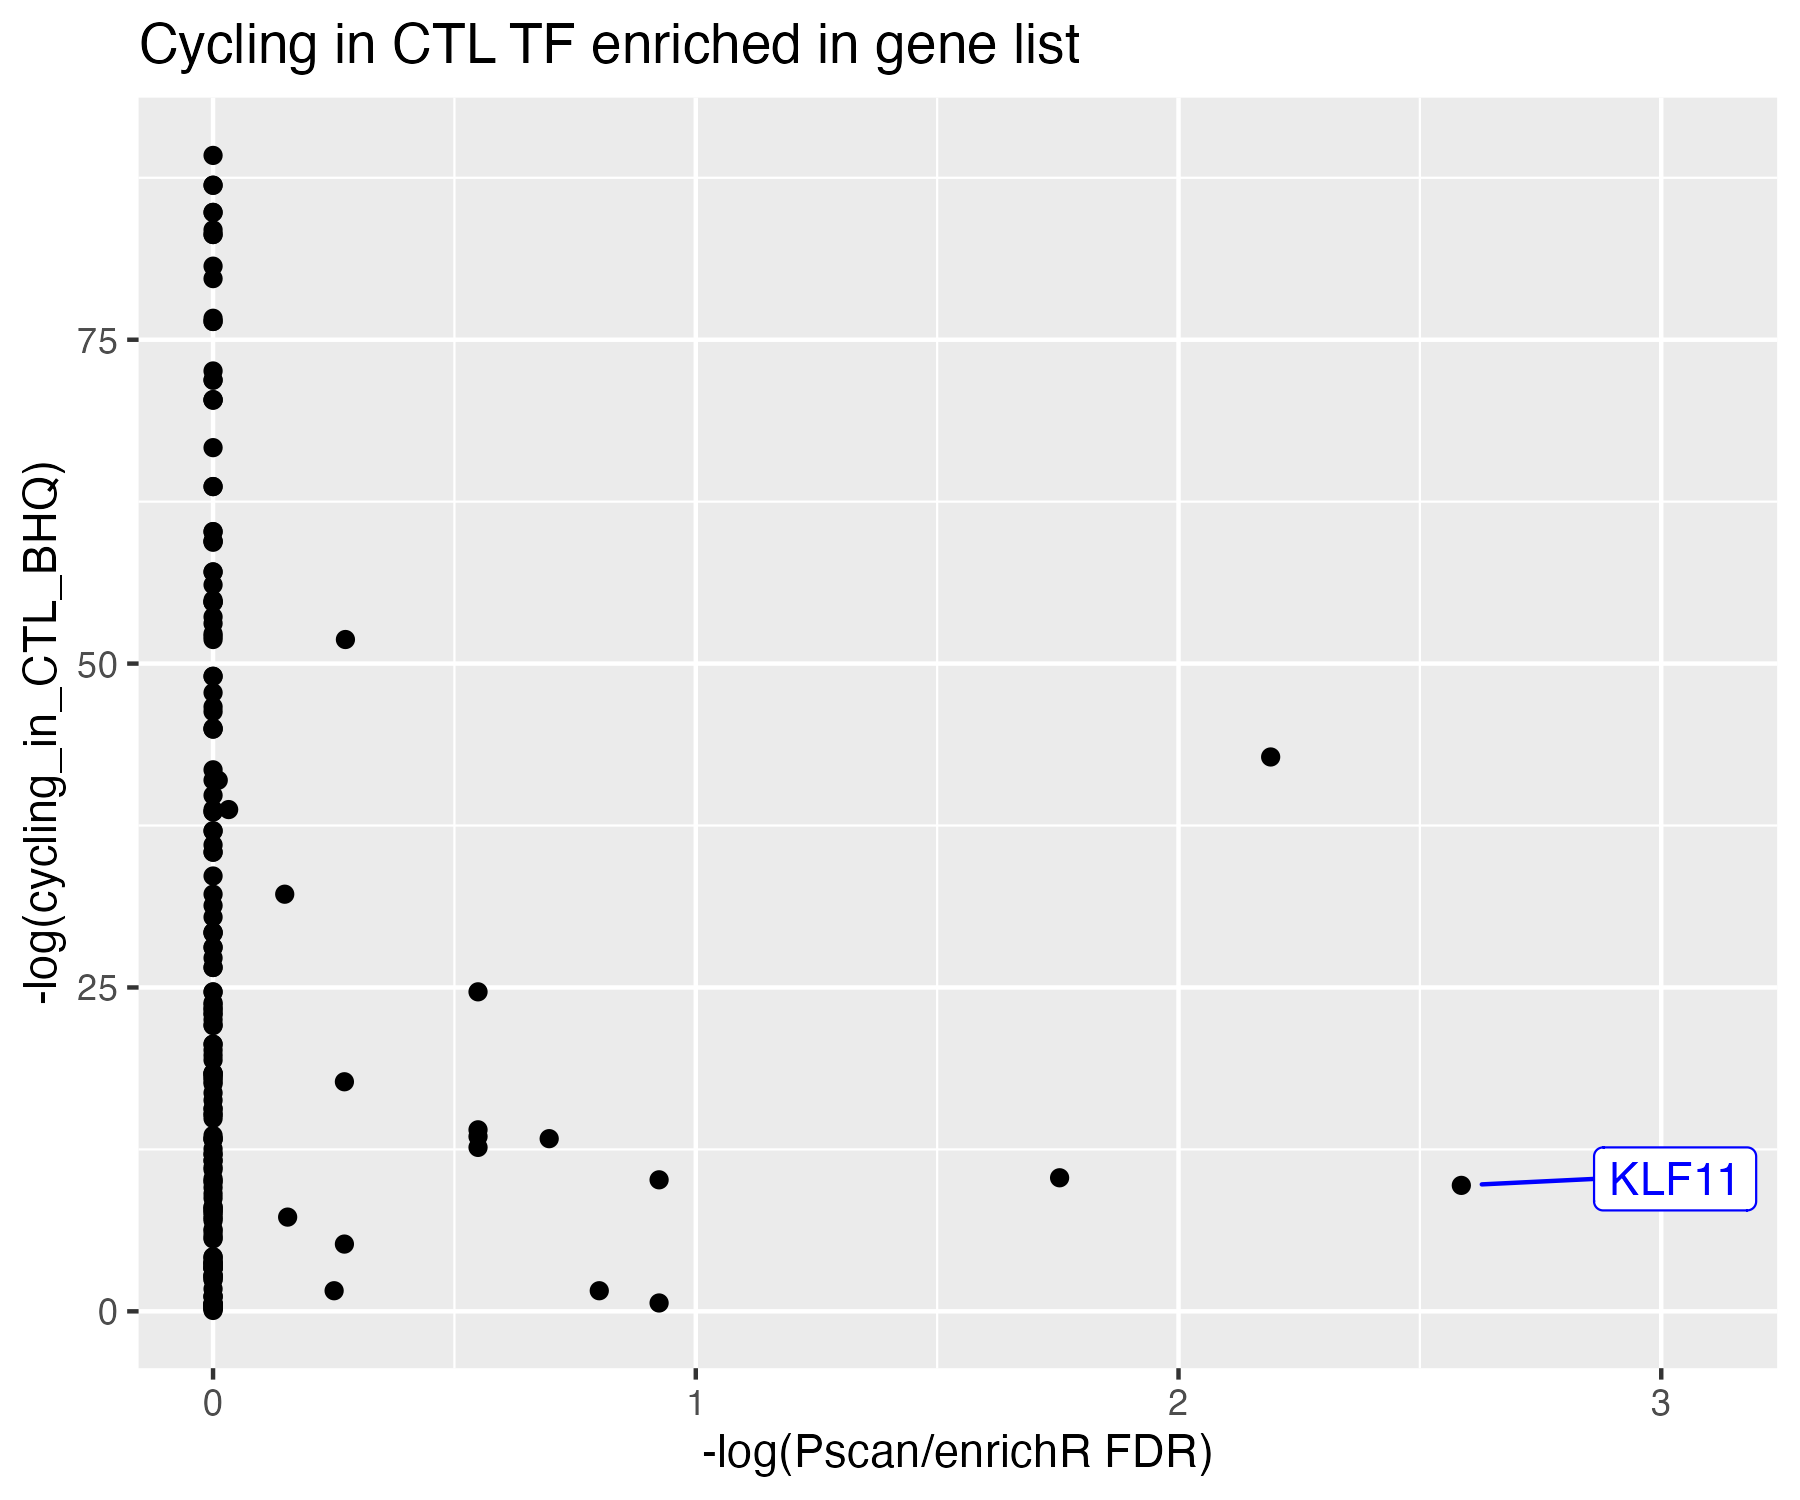 Cycling in CTL TF enriched in gene list
-log(cycling_in_CTL_BHQ)
75
50
25
0
KLF11
0 1 2 3
-log(Pscan/enrichR FDR)